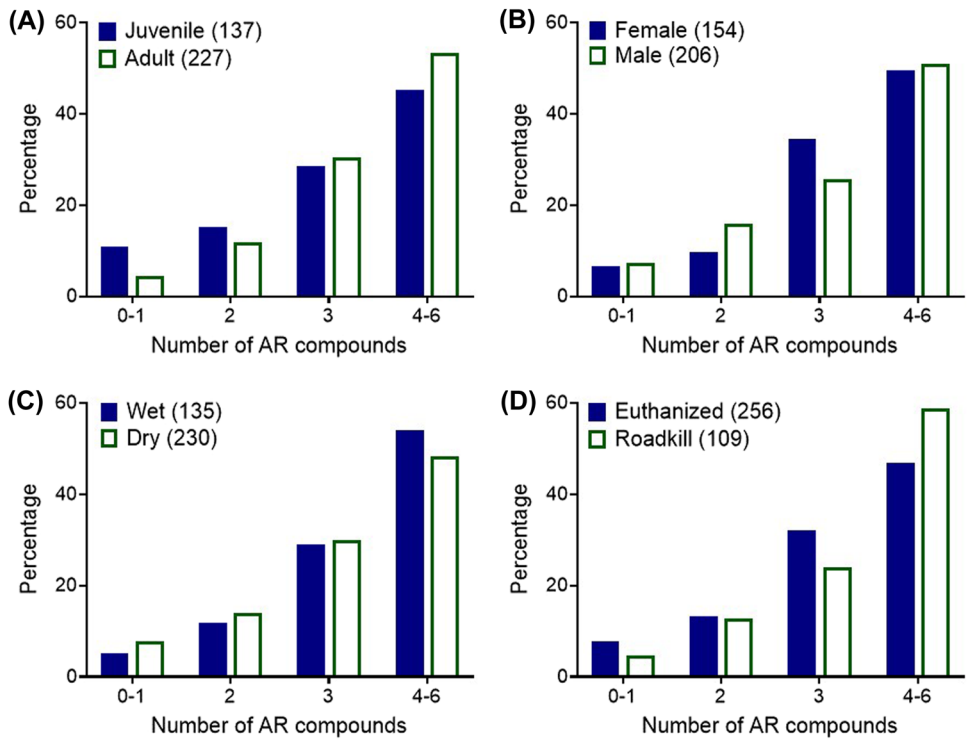 (A)
Juvenile (137)
Adult (227)
Percentage
60
40
20
0
0-1 2 3 4-6
Number of AR compounds
(B)
Female (154)
Male (206)
Percentage
60
40
20
0
0-1 2 3 4-6
Number of AR compounds
(C)
Wet (135)
Dry (230)
Percentage
60
40
20
0
0-1 2 3 4-6
Number of AR compounds
(D)
Euthanized (256)
Roadkill (109)
Percentage
60
40
20
0
0-1 2 3 4-6
Number of AR compounds